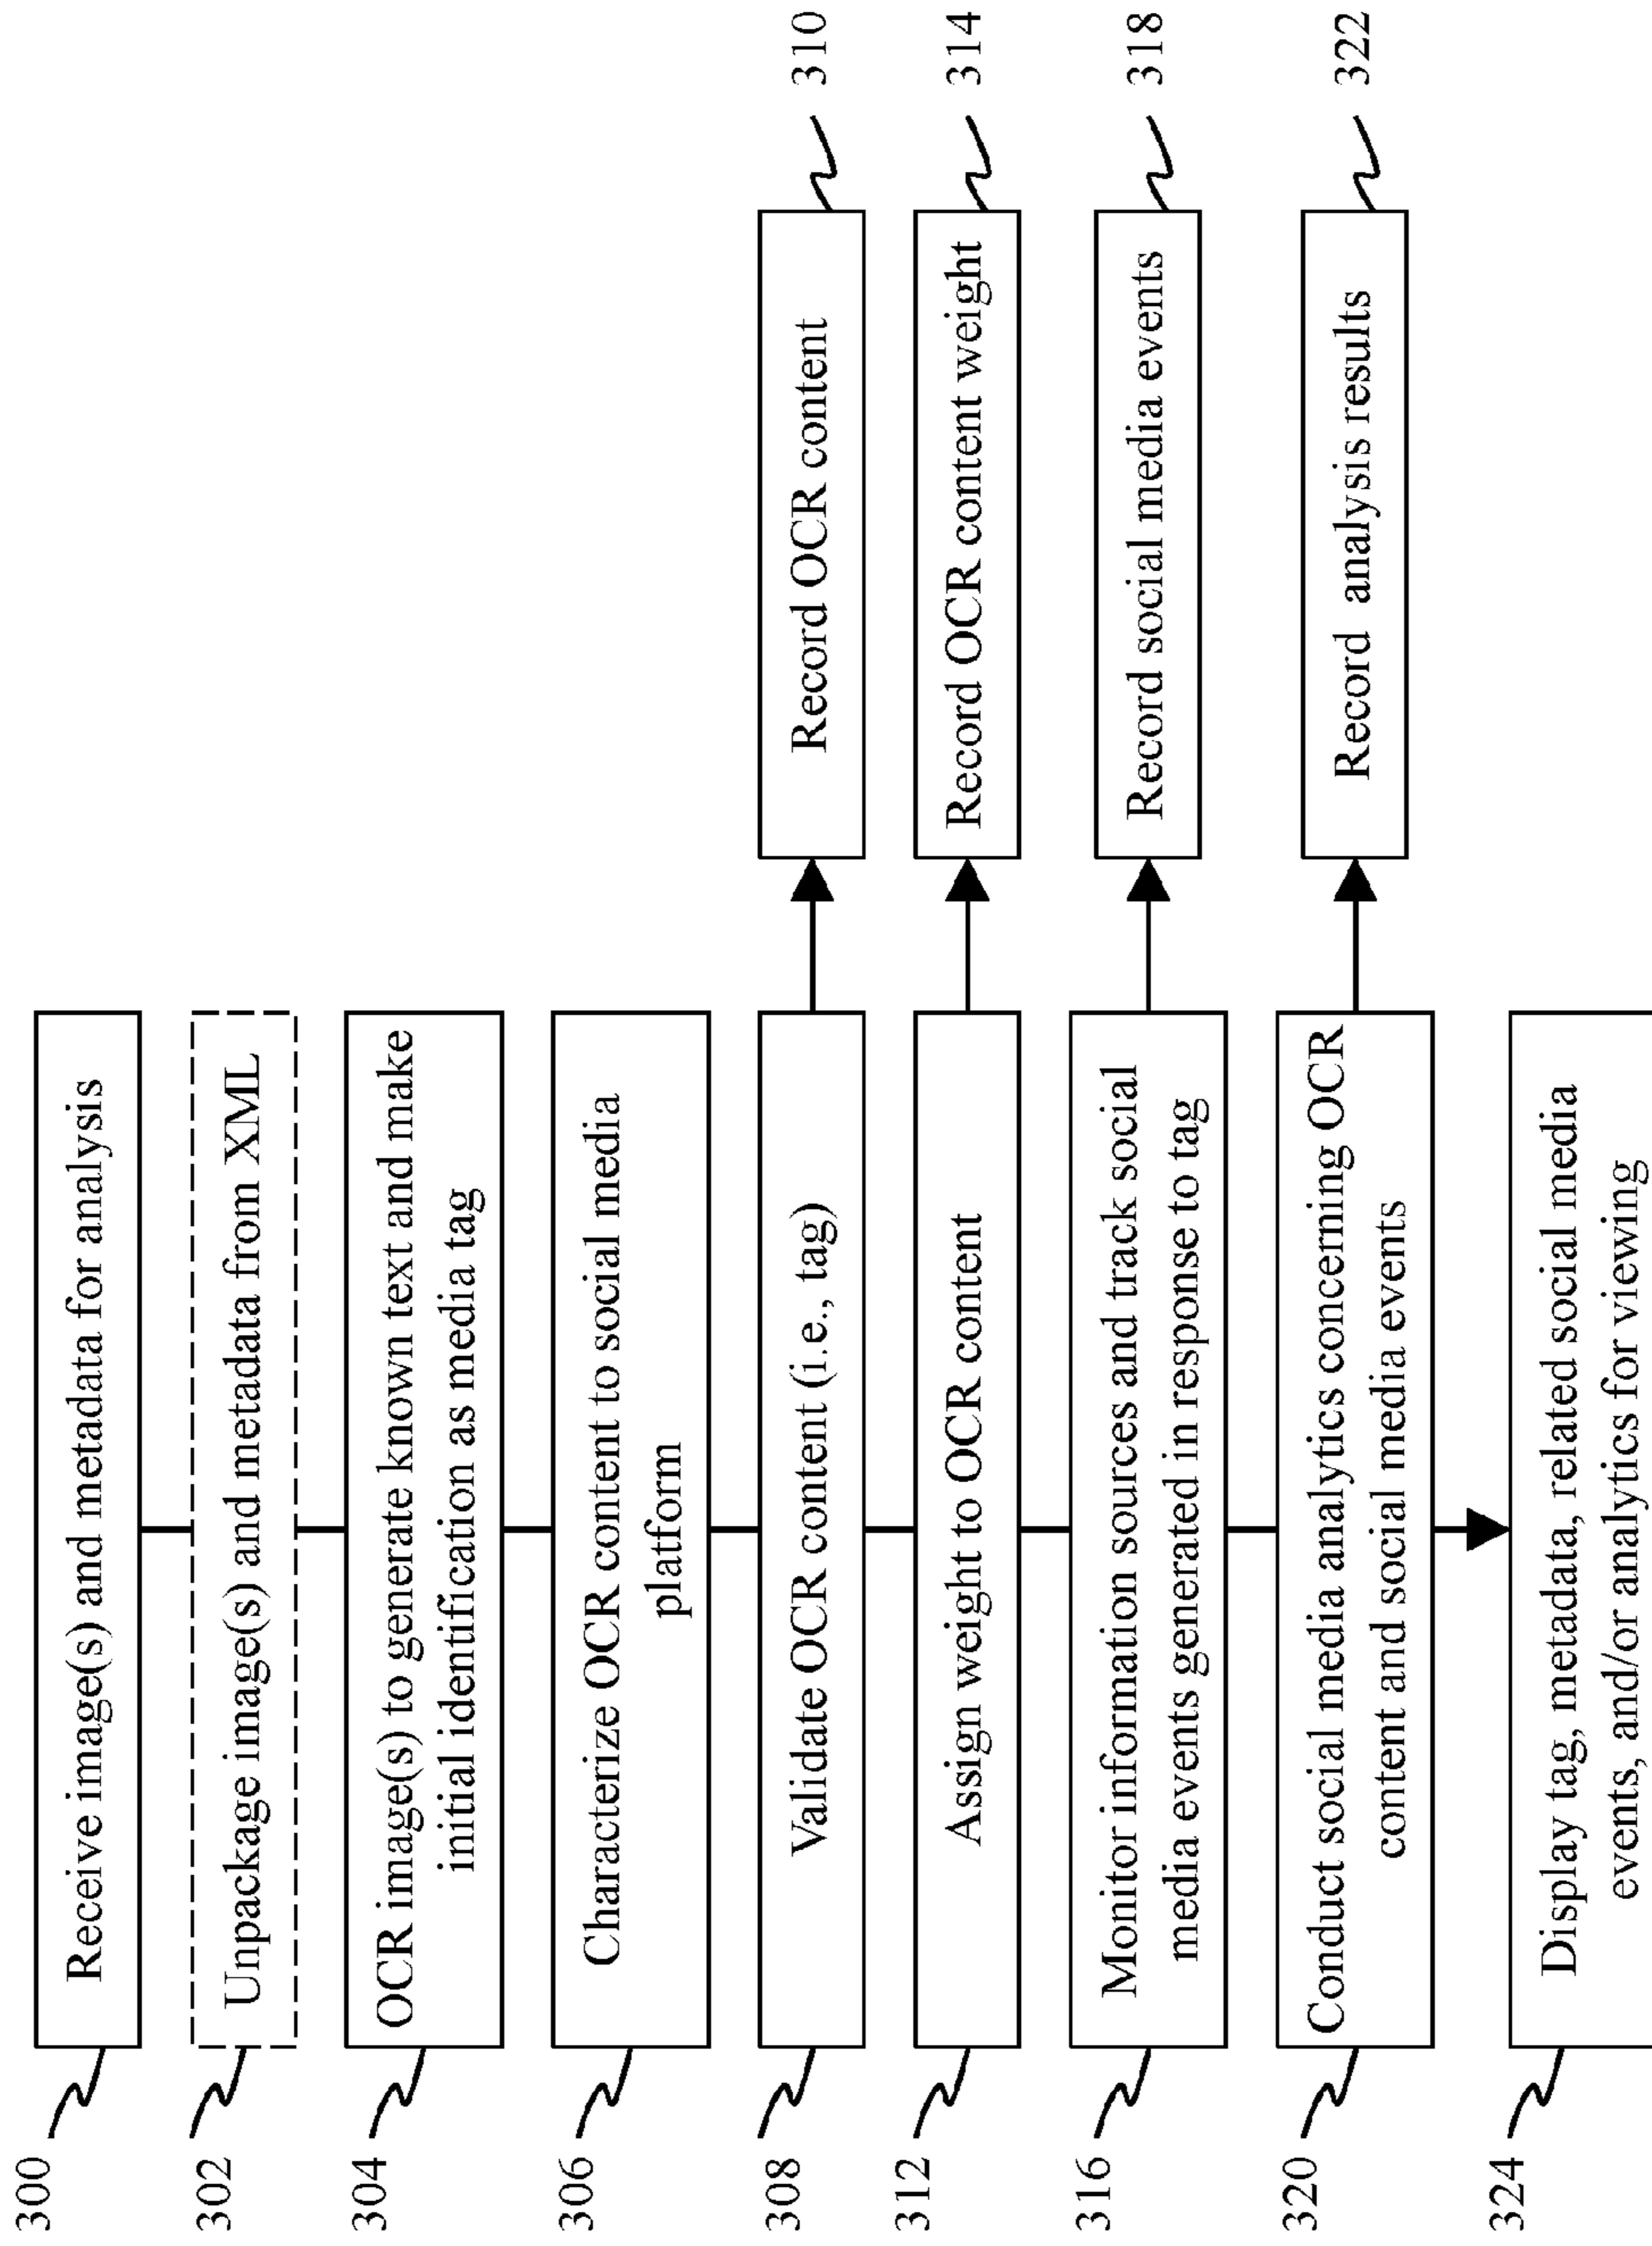 300
Receive image(s) and metadata for analysis
302
Unpackage image(s) and metadata from XML
304
OCR image(s) to generate known text and make
initial identification as media tag
306
Characterize OCR content to social media
platform
308
Validate OCR content (i.e., tag)
Record OCR content
310
312
Assign weight to OCR content
Record OCR content weight
314
316
Monitor information sources and track social
media events generated in response to tag
Record social media events
318
320
Conduct social media analytics concerning OCR
content and social media events
Record analysis results
322
324
Display tag, metadata, related social media
events, and/or analytics for viewing